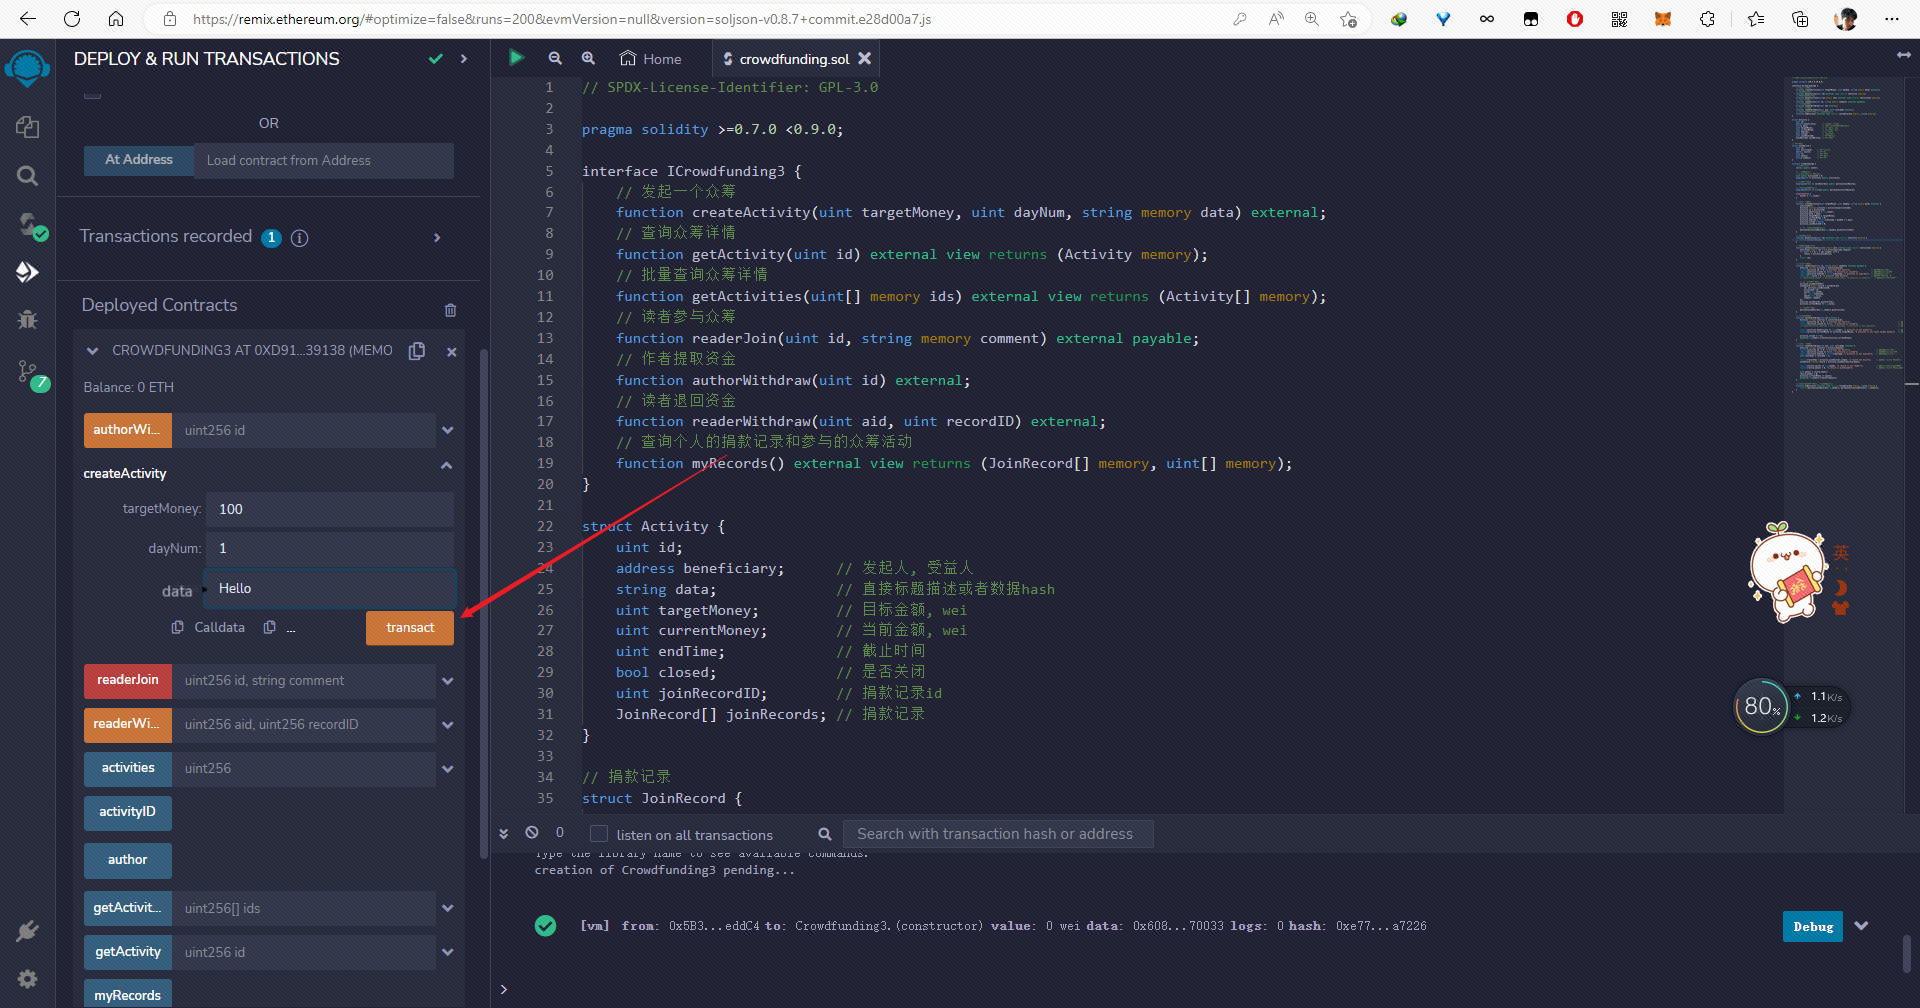 https://remix.ethereum.org/#optimize=false&runs=200&evmVersion=null&version=soljson-v0.8.7+commit.e28d00a7.js
DEPLOY & RUN TRANSACTIONS
OR
At Address
Load contract from Address
Transactions recorded 1 i
Deployed Contracts
CROWDFUNDING3 AT 0XD91...39138 (MEMO
Balance: 0 ETH
authorWi...
uint256 id
createActivity
targetMoney: 100
dayNum: 1
data Hello
Calldata ...
transact
readerJoin
uint256 id, string comment
readerWi...
uint256 aid, uint256 recordID
activities
uint256
activityID
author
getActivit...
uint256[] ids
getActivity
uint256 id
myRecords
7
Home
crowdfunding.sol
1 // SPDX-License-Identifier: GPL-3.0
2
3 pragma solidity >=0.7.0 <0.9.0;
4
5 interface ICrowdfunding3 {
6 // 发起一个众筹
7 function createActivity(uint targetMoney, uint dayNum, string memory data) external;
8 // 查询众筹详情
9 function getActivity(uint id) external view returns (Activity memory);
10 // 批量查询众筹详情
11 function getActivities(uint[] memory ids) external view returns (Activity[] memory);
12 // 读者参与众筹
13 function readerJoin(uint id, string memory comment) external payable;
14 // 作者提取资金
15 function authorWithdraw(uint id) external;
16 // 读者退回资金
17 function readerWithdraw(uint aid, uint recordID) external;
18 // 查询个人的捐款记录和参与的众筹活动
19 function myRecords() external view returns (JoinRecord[] memory, uint[] memory);
20 }
21
22 struct Activity {
23 uint id;
24 address beneficiary; // 发起人, 受益人
25 string data; // 直接标题描述或者数据hash
26 uint targetMoney; // 目标金额, wei
27 uint currentMoney; // 当前金额, wei
28 uint endTime; // 截止时间
29 bool closed; // 是否关闭
30 uint joinRecordID; // 捐款记录id
31 JoinRecord[] joinRecords; // 捐款记录
32 }
33
34 // 捐款记录
35 struct JoinRecord {
英
80%
1.1K/s
1.2K/s
0
listen on all transactions
Search with transaction hash or address
Type the library name to see available commands.
creation of Crowdfunding3 pending...
[vm] from: 0x5B3...eddC4 to: Crowdfunding3.(constructor) value: 0 wei data: 0x608...70033 logs: 0 hash: 0xe77...a7226
Debug
>